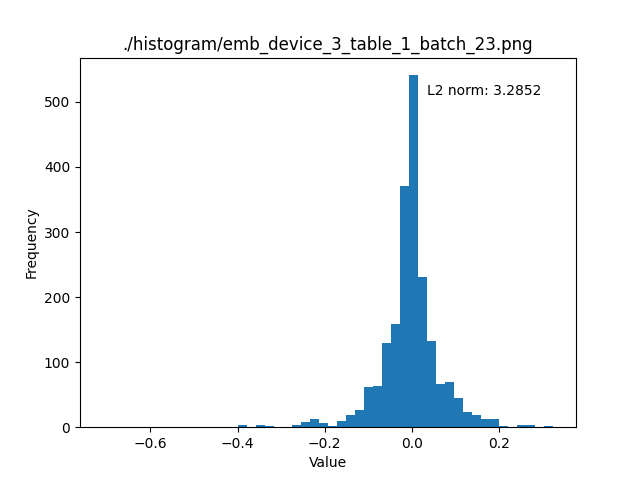 ./histogram/emb_device_3_table_1_batch_23.png
L2 norm: 3.2852
Frequency
500
400
300
200
100
0
−0.6
−0.4
−0.2
0.0
0.2
Value